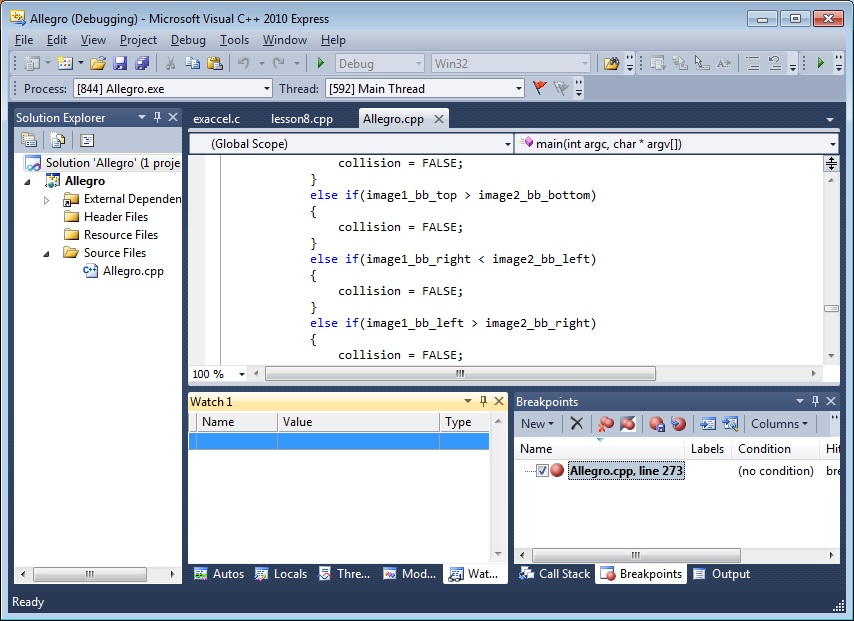 Allegro (Debugging) - Microsoft Visual C++ 2010 Express
File Edit View Project Debug Tools Window Help
Debug Win32
Process: [844] Allegro.exe Thread: [592] Main Thread
Solution Explorer
exaccel.c lesson8.cpp Allegro.cpp
(Global Scope) main(int argc, char * argv[])
Solution 'Allegro' (1 proje
Allegro
External Dependen
Header Files
Resource Files
Source Files
Allegro.cpp
collision = FALSE;
}
else if(image1_bb_top > image2_bb_bottom)
{
collision = FALSE;
}
else if(image1_bb_right < image2_bb_left)
{
collision = FALSE;
}
else if(image1_bb_left > image2_bb_right)
{
collision = FALSE;
100 %
Watch 1
Name Value Type
Autos Locals Thre... Mod... Wat...
Breakpoints
New Columns
Name Labels Condition Hit
Allegro.cpp, line 273 (no condition) bre
Call Stack Breakpoints Output
Ready